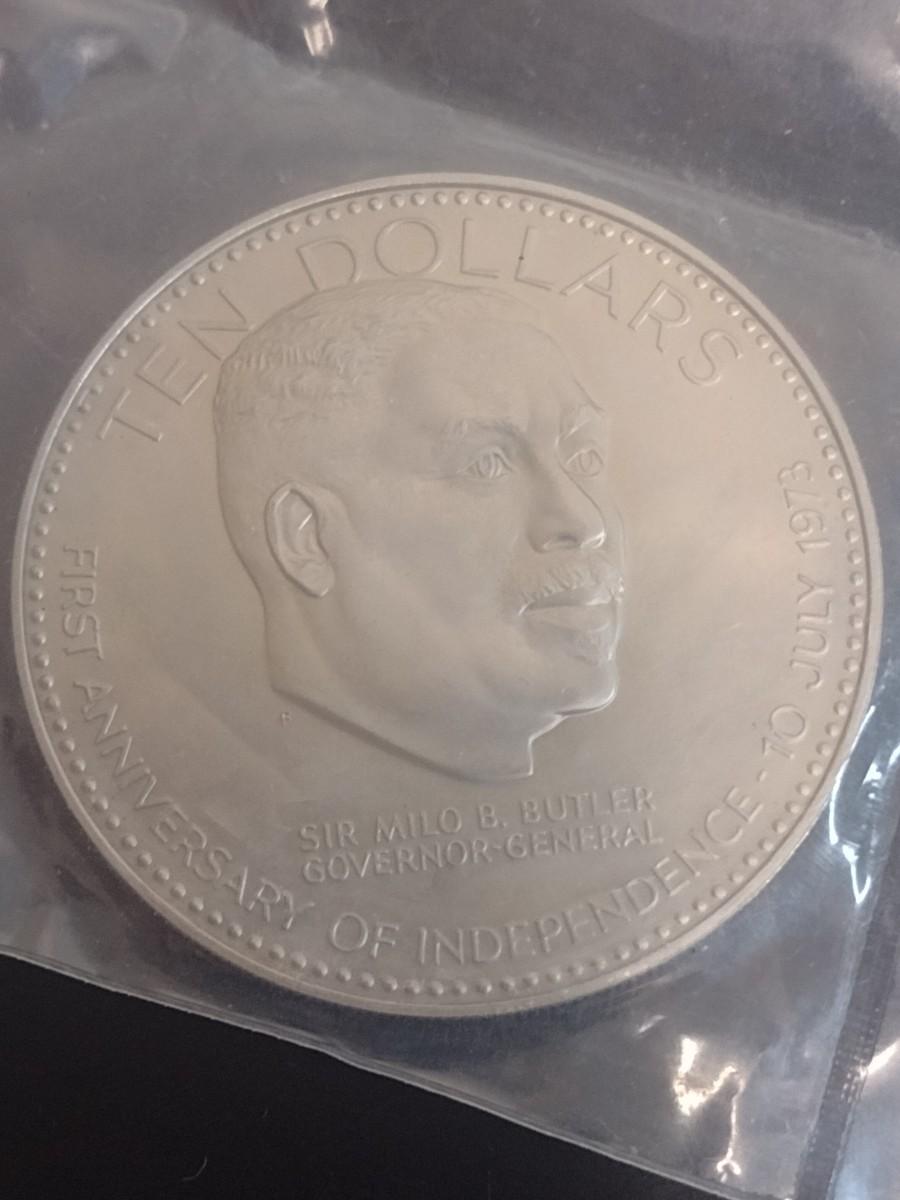 TEN DOLLARS
SIR MILO B. BUTLER
GOVERNOR-GENERAL
FIRST ANNIVERSARY OF INDEPENDENCE - 10 JULY 1973